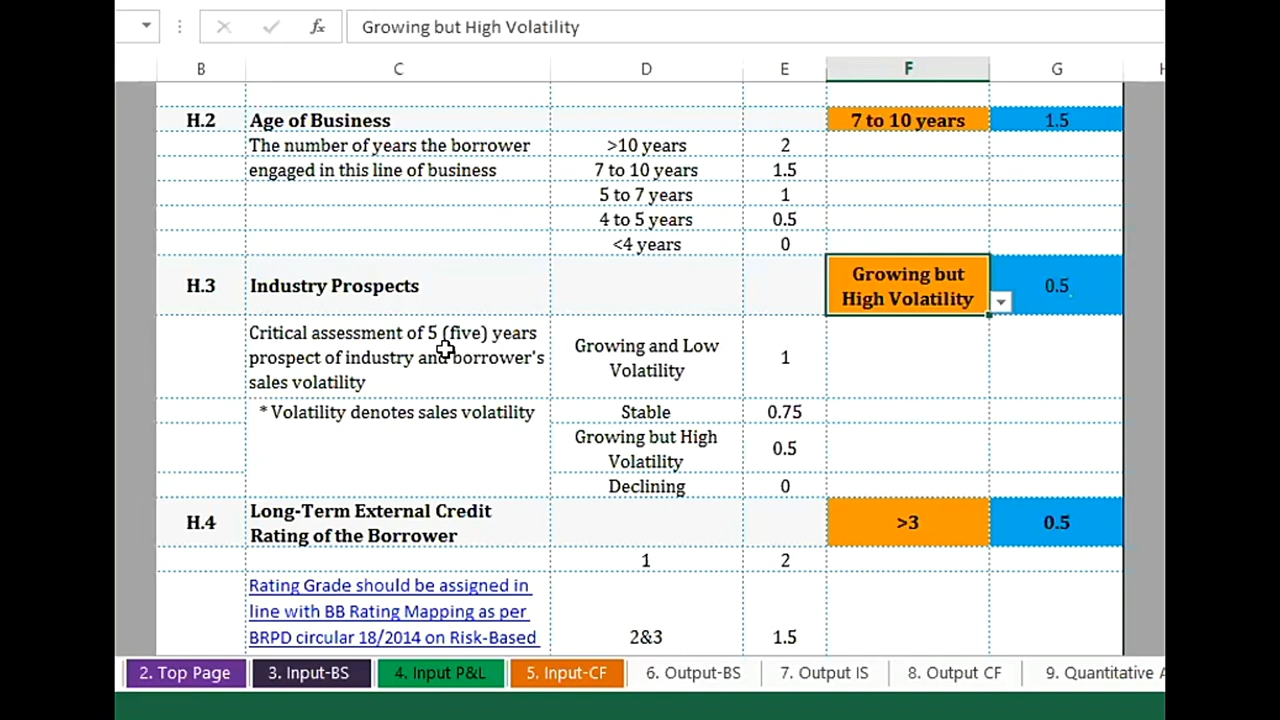 fx Growing but High Volatility
B C D E F G H
H.2 Age of Business 7 to 10 years 1.5
The number of years the borrower >10 years 2
engaged in this line of business 7 to 10 years 1.5
5 to 7 years 1
4 to 5 years 0.5
<4 years 0
H.3 Industry Prospects Growing but 0.5
High Volatility
Critical assessment of 5 (five) years
prospect of industry and borrower's Growing and Low 1
sales volatility Volatility
* Volatility denotes sales volatility Stable 0.75
Growing but High 0.5
Volatility
Declining 0
H.4 Long-Term External Credit >3 0.5
Rating of the Borrower
1 2
Rating Grade should be assigned in
line with BB Rating Mapping as per
BRPD circular 18/2014 on Risk-Based 2&3 1.5
2. Top Page 3. Input-BS 4. Input P&L 5. Input-CF 6. Output-BS 7. Output IS 8. Output CF 9. Quantitative A